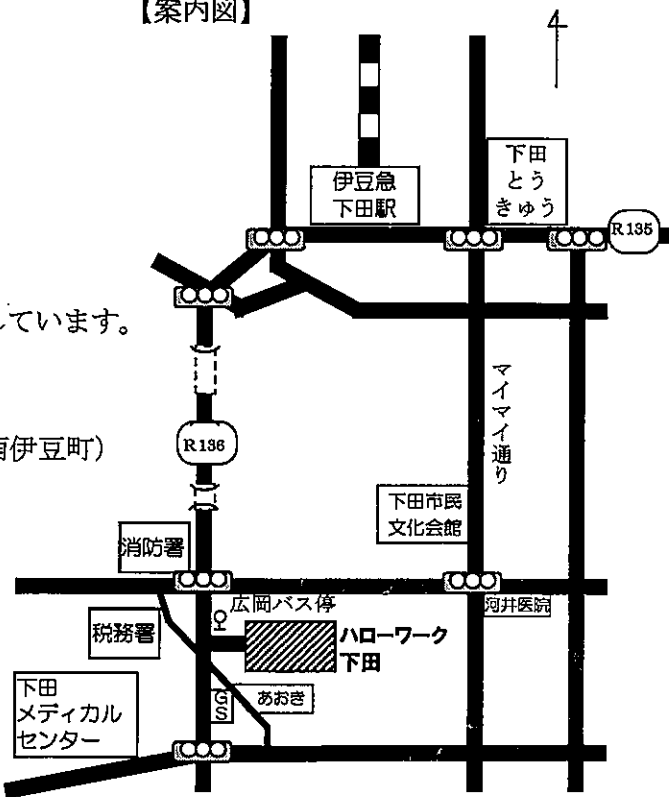 【案内図】
4
伊豆急
下田駅
下田
とう
きゅう
R135
しています。
南伊豆町）
R136
マイマイ通り
下田市民
文化会館
消防署
広岡バス停
河井医院
税務署
ハローワーク
下田
下田
メディカル
センター
GS
あおき